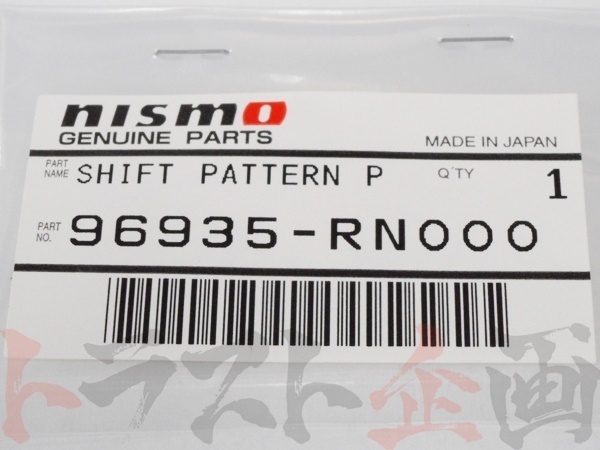 nismo
GENUINE PARTS
MADE IN JAPAN
PART NAME SHIFT PATTERN P Q'TY 1
PART NO. 96935-RN000
トラスト企画